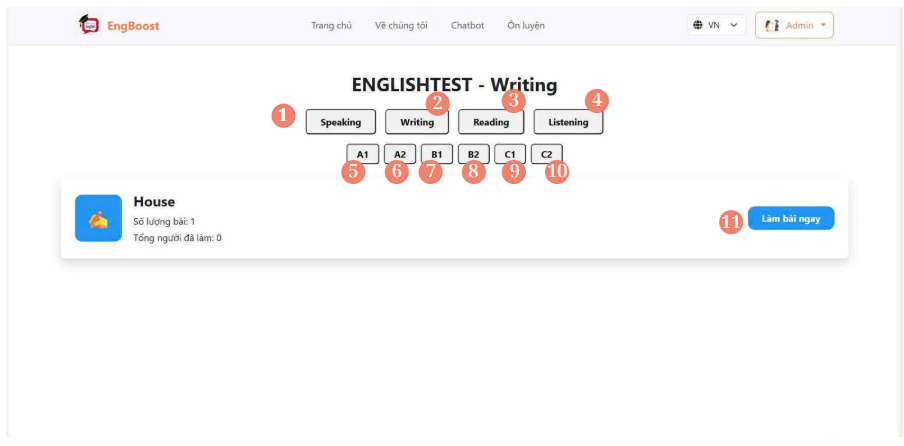 EngBoost Trang chủ Về chúng tôi Chatbot Ôn luyện VN Admin
ENGLISHTEST - Writing
1 Speaking 2 Writing 3 Reading 4 Listening
A1 A2 B1 B2 C1 C2
5 6 7 8 9 10
House
Số lượng bài: 1
11 Làm bài ngay
Tổng người đã làm: 0